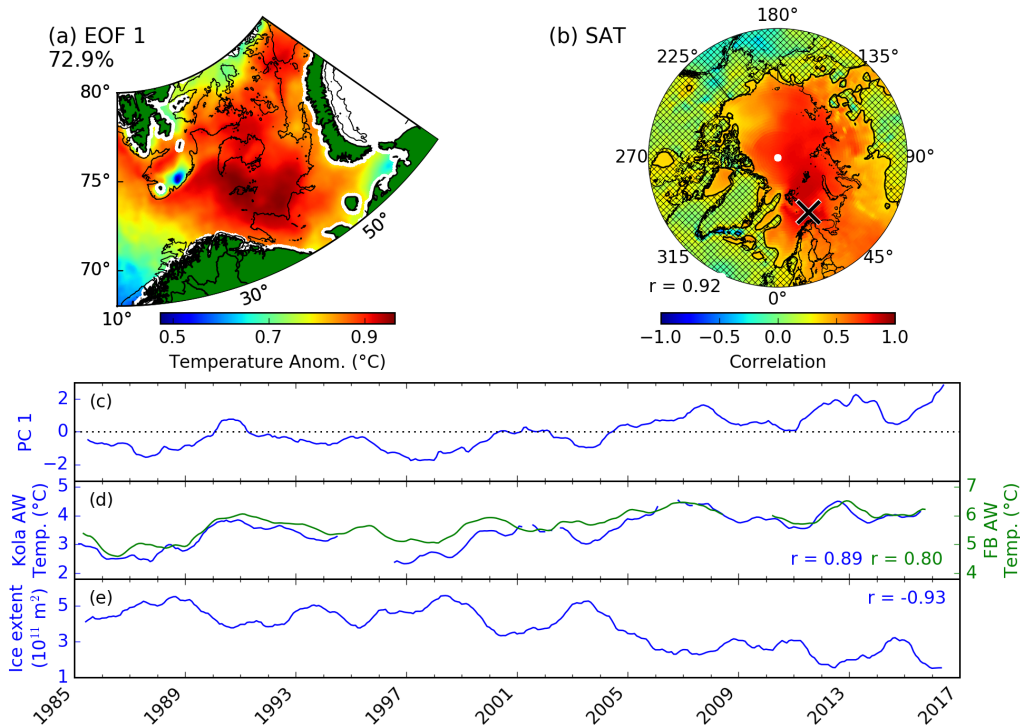 (a) EOF 1
72.9%
80°
75°
70°
10°
30°
50°
0.5 0.7 0.9
Temperature Anom. (°C)
(b) SAT
180°
225° 135°
270 90°
315 45°
0°
r = 0.92
−1.0 −0.5 0.0 0.5 1.0
Correlation
(c)
PC 1
2
0
−2
(d)
Kola AW
Temp. (°C)
5
4
3
2
r = 0.89 r = 0.80
7
6
5
4
FB AW
Temp. (°C)
(e)
Ice extent
(10¹¹ m²)
5
3
1
r = -0.93
1985 1989 1993 1997 2001 2005 2009 2013 2017